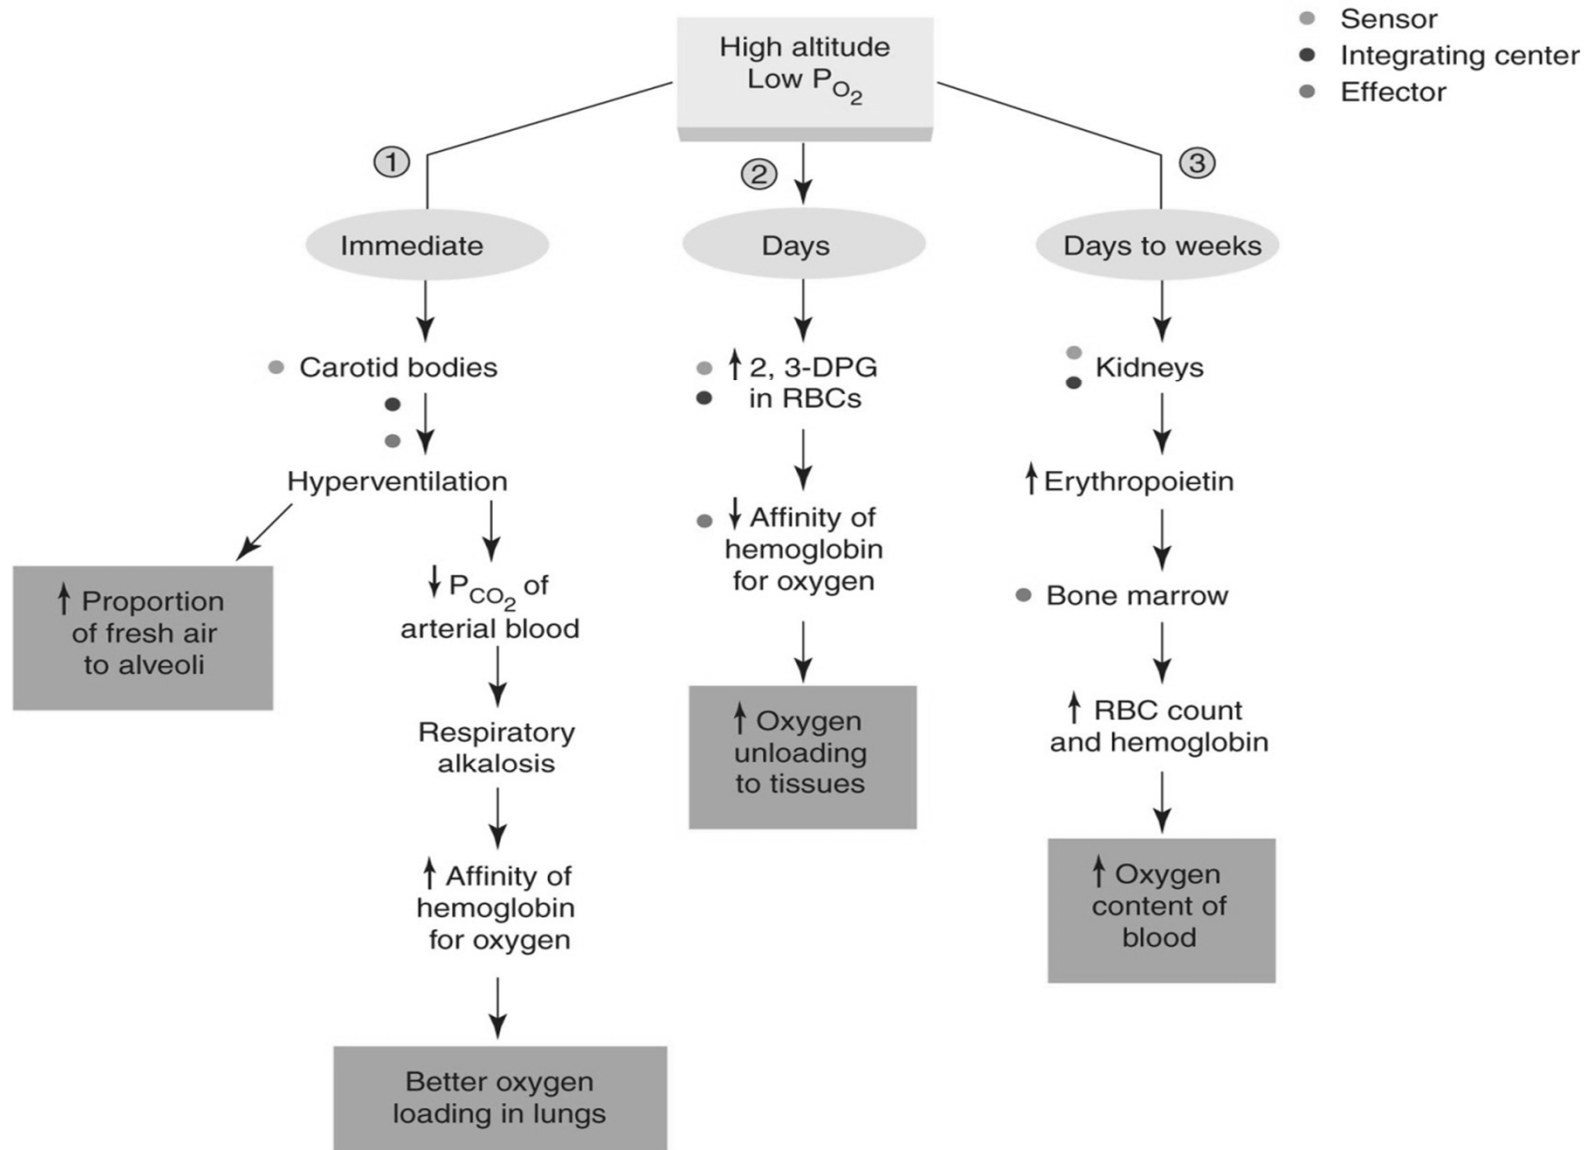 High altitude
Low PO2
Sensor
Integrating center
Effector
1
Immediate
Carotid bodies
Hyperventilation
↑ Proportion
of fresh air
to alveoli
↓ PCO2 of
arterial blood
Respiratory
alkalosis
↑ Affinity of
hemoglobin
for oxygen
Better oxygen
loading in lungs
2
Days
↑ 2, 3-DPG
in RBCs
↓ Affinity of
hemoglobin
for oxygen
↑ Oxygen
unloading
to tissues
3
Days to weeks
Kidneys
↑ Erythropoietin
Bone marrow
↑ RBC count
and hemoglobin
↑ Oxygen
content of
blood